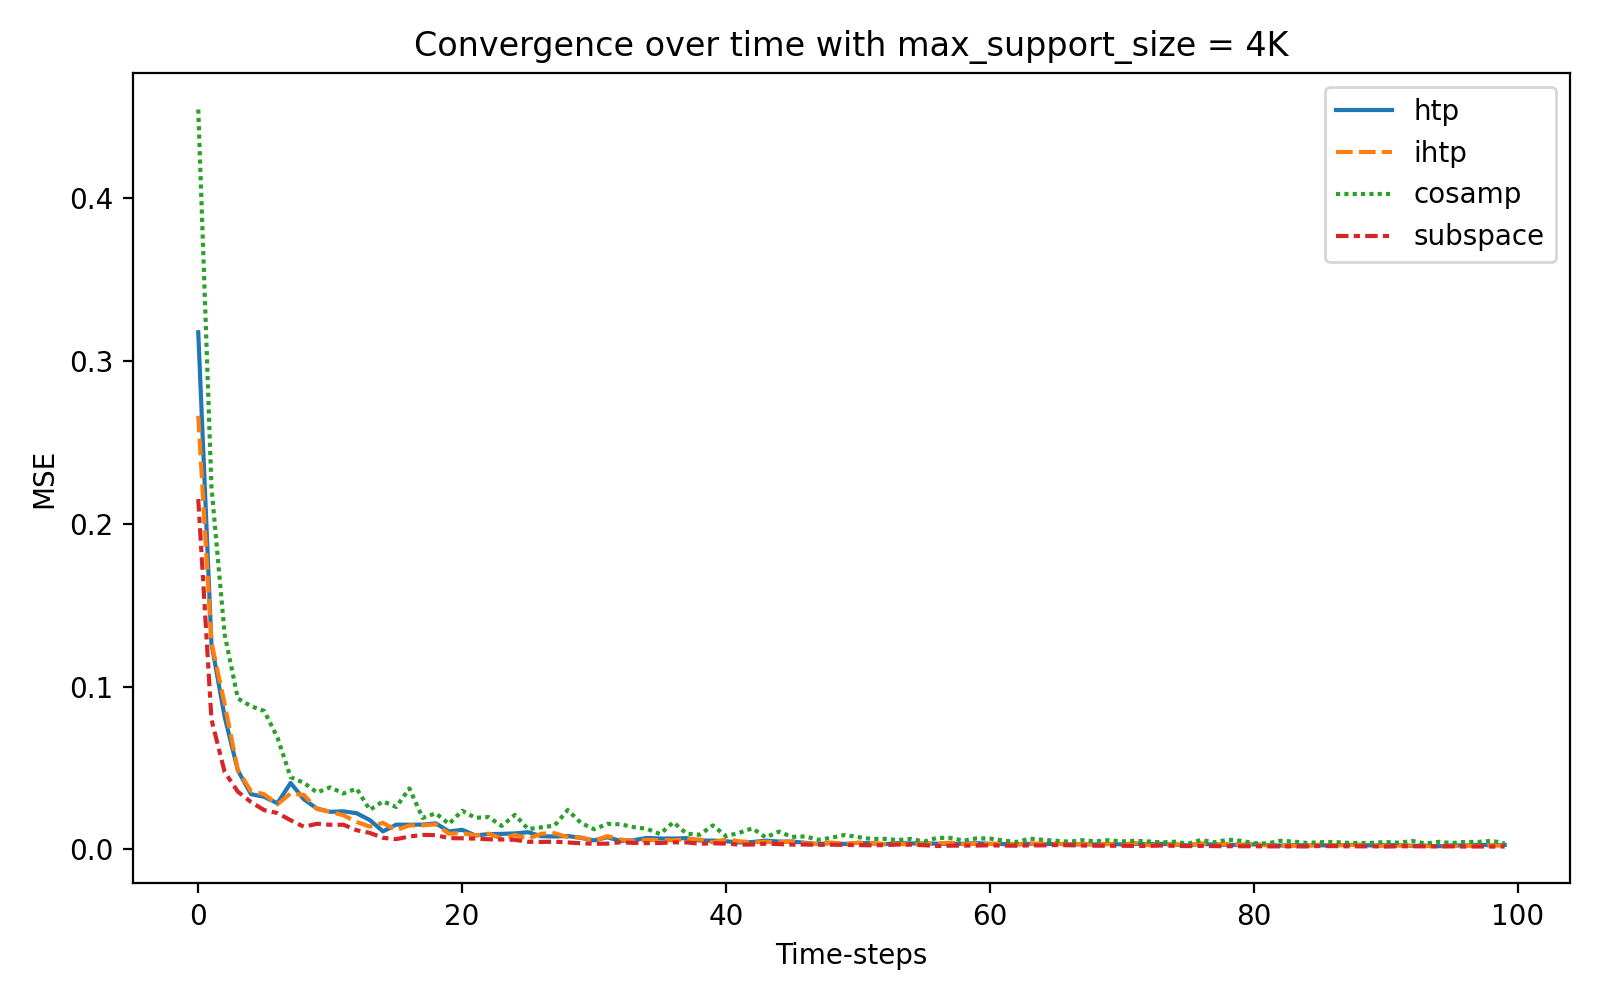 Convergence over time with max_support_size = 4K
htp
ihtp
cosamp
subspace
MSE
0.4
0.3
0.2
0.1
0.0
0 20 40 60 80 100
Time-steps